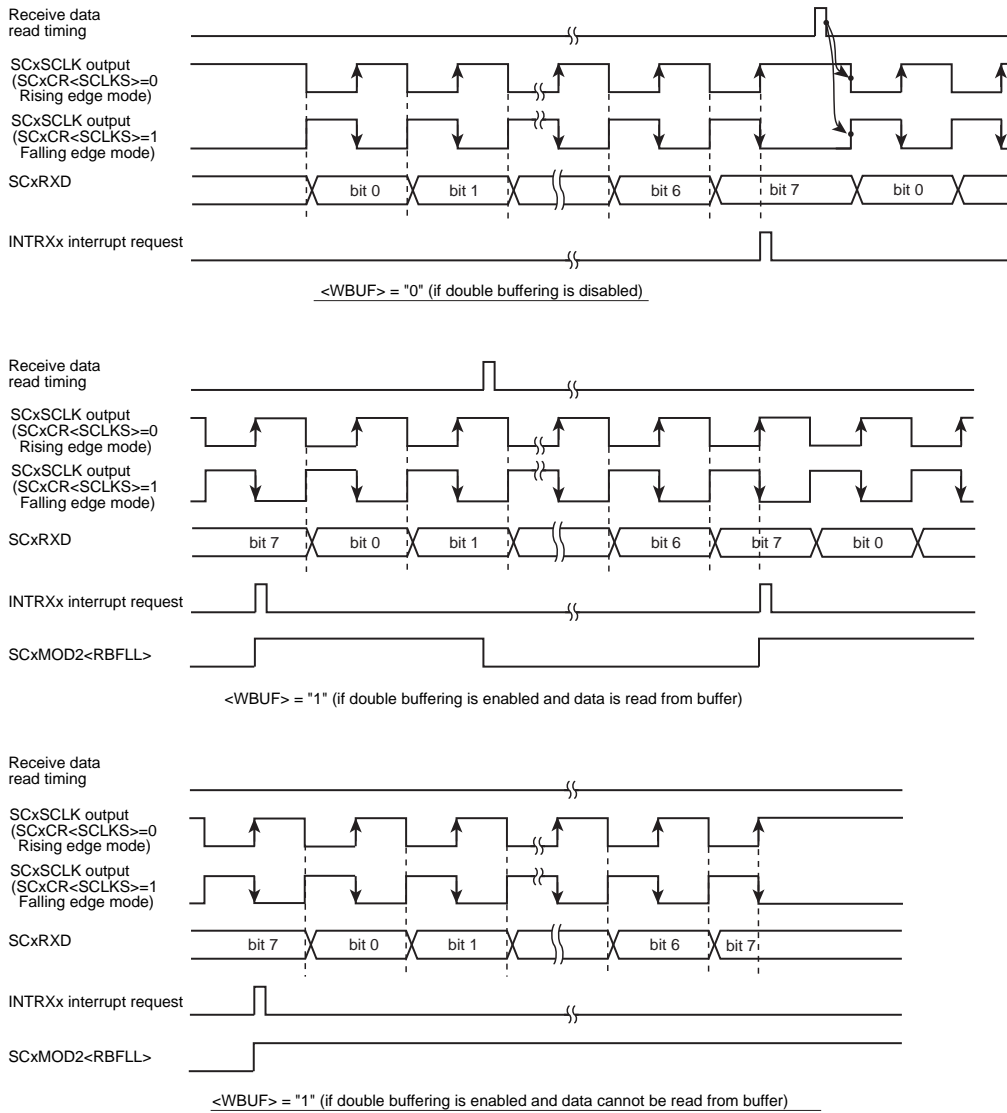 Receive data
read timing
SCxSCLK output
(SCxCR<SCLKS>=0
Rising edge mode)
SCxSCLK output
(SCxCR<SCLKS>=1
Falling edge mode)
SCxRXD
bit 0
bit 1
bit 6
bit 7
bit 0
INTRXx interrupt request
<WBUF> = "0" (if double buffering is disabled)
Receive data
read timing
SCxSCLK output
(SCxCR<SCLKS>=0
Rising edge mode)
SCxSCLK output
(SCxCR<SCLKS>=1
Falling edge mode)
SCxRXD
bit 7
bit 0
bit 1
bit 6
bit 7
bit 0
INTRXx interrupt request
SCxMOD2<RBFLL>
<WBUF> = "1" (if double buffering is enabled and data is read from buffer)
Receive data
read timing
SCxSCLK output
(SCxCR<SCLKS>=0
Rising edge mode)
SCxSCLK output
(SCxCR<SCLKS>=1
Falling edge mode)
SCxRXD
bit 7
bit 0
bit 1
bit 6
bit 7
INTRXx interrupt request
SCxMOD2<RBFLL>
<WBUF> = "1" (if double buffering is enabled and data cannot be read from buffer)